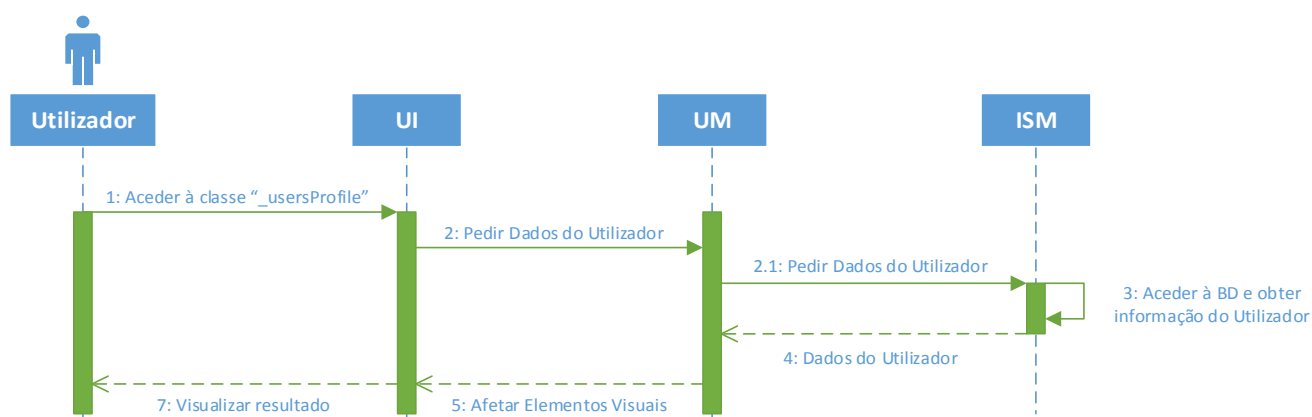 Utilizador
UI
UM
ISM
1: Aceder à classe “_usersProfile”
2: Pedir Dados do Utilizador
2.1: Pedir Dados do Utilizador
3: Aceder à BD e obter
informação do Utilizador
4: Dados do Utilizador
7: Visualizar resultado
5: Afetar Elementos Visuais